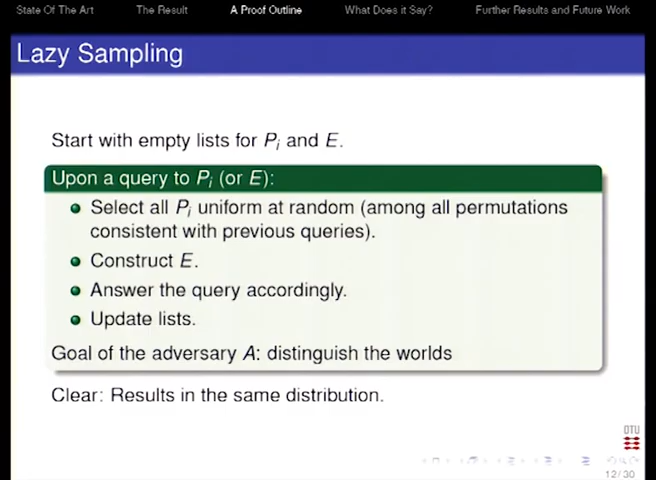 State Of The Art The Result A Proof Outline What Does it Say? Further Results and Future Work
Lazy Sampling
Start with empty lists for Pi and E.
Upon a query to Pi (or E):
Select all Pi uniform at random (among all permutations
consistent with previous queries).
Construct E.
Answer the query accordingly.
Update lists.
Goal of the adversary A: distinguish the worlds
Clear: Results in the same distribution.
DTU
12/30